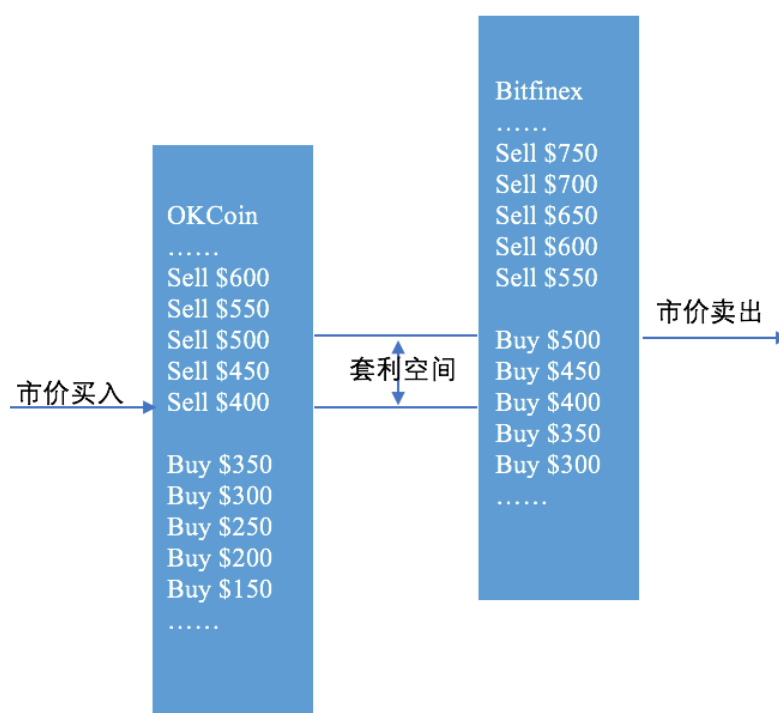 OKCoin
……
Sell $600
Sell $550
Sell $500
Sell $450
Sell $400
Buy $350
Buy $300
Buy $250
Buy $200
Buy $150
……
市价买入
套利空间
Bitfinex
……
Sell $750
Sell $700
Sell $650
Sell $600
Sell $550
Buy $500
Buy $450
Buy $400
Buy $350
Buy $300
……
市价卖出